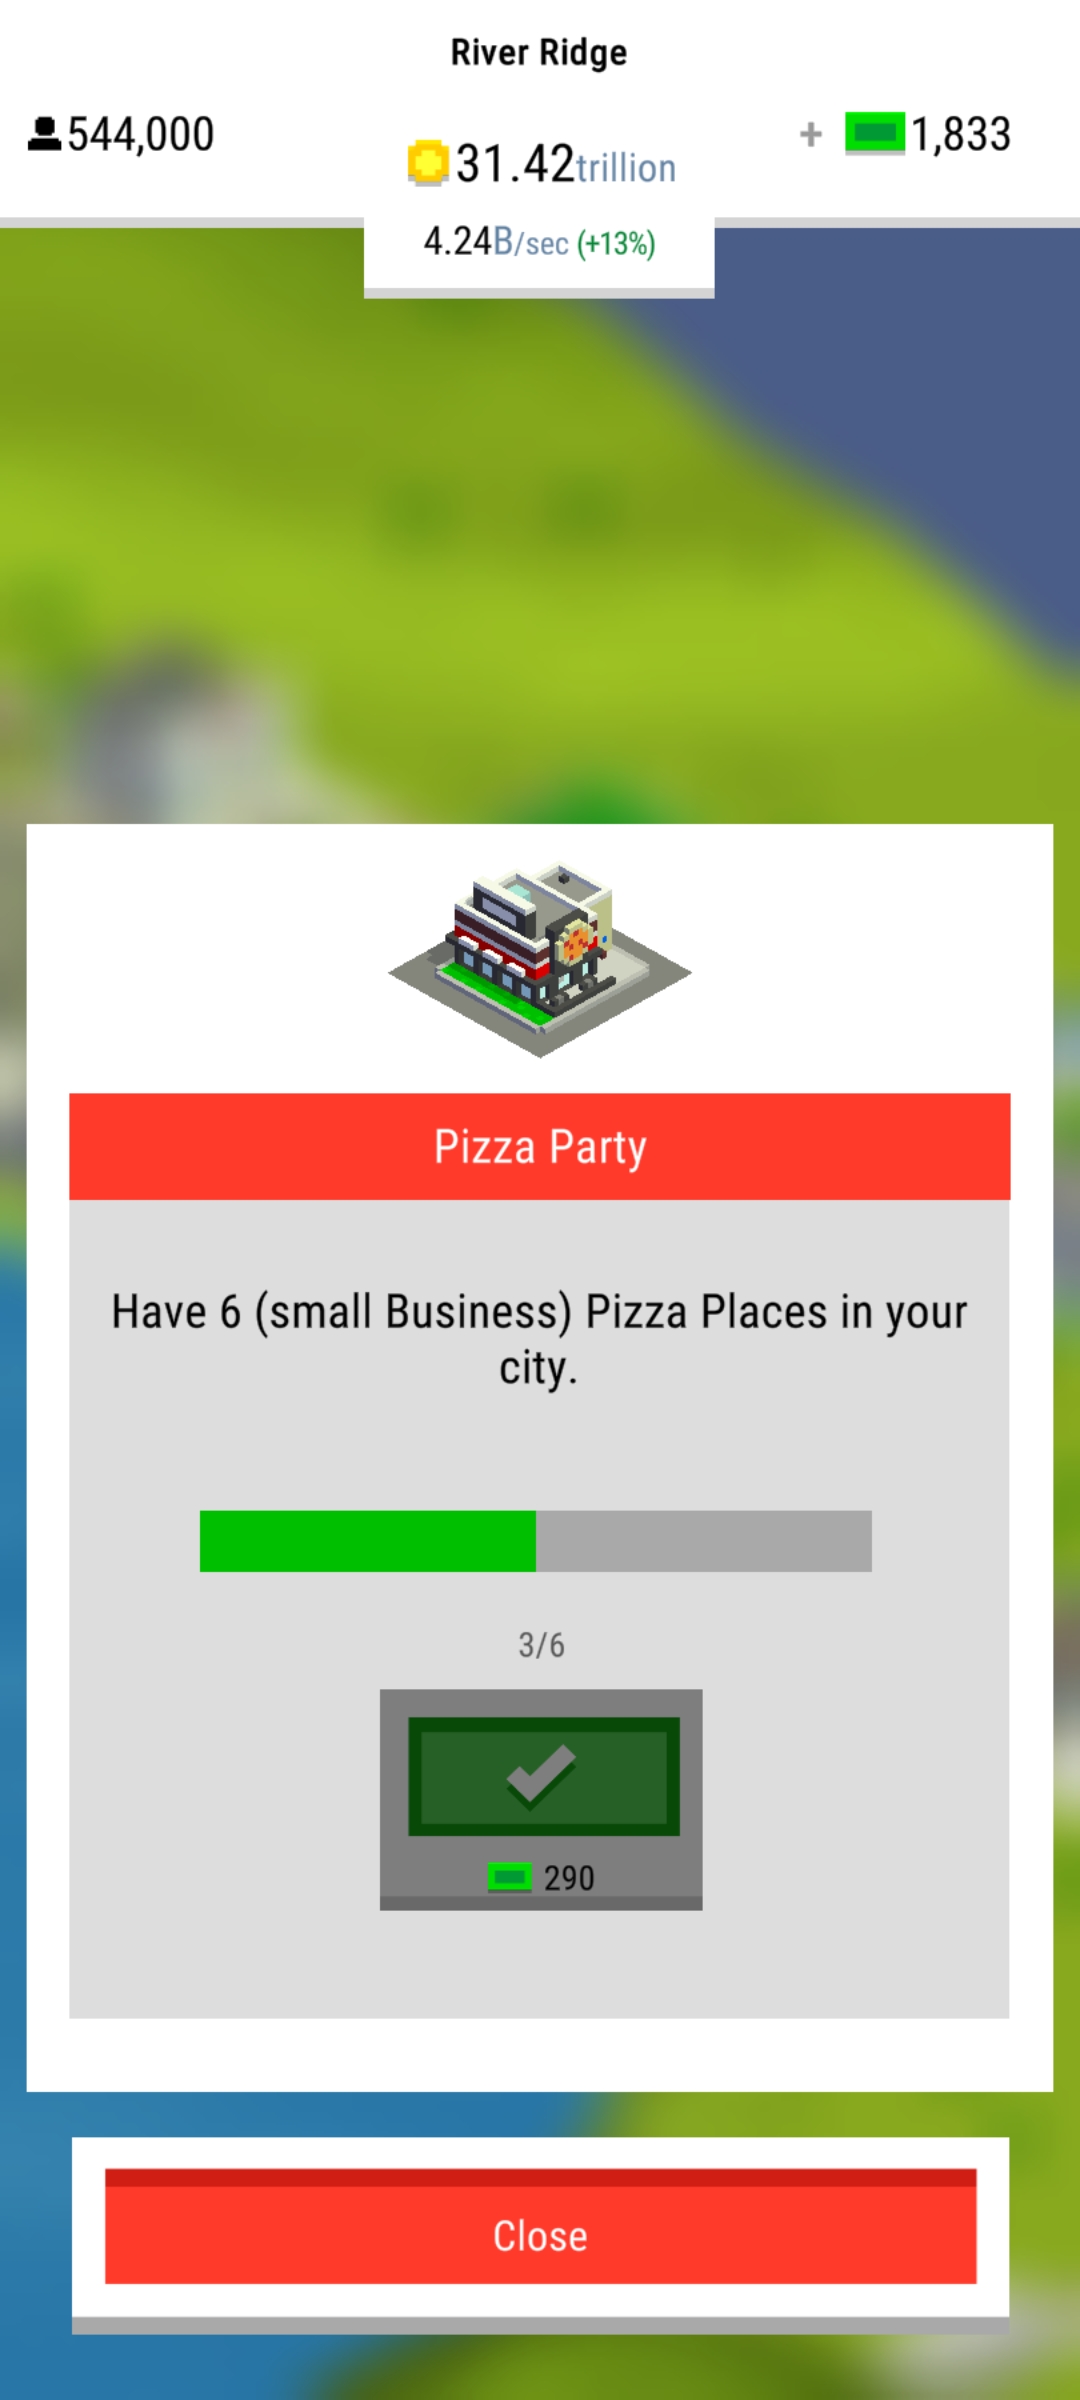 River Ridge
544,000
31.42trillion
+ 1,833
4.24B/sec (+13%)
Pizza Party
Have 6 (small Business) Pizza Places in your
city.
3/6
290
Close